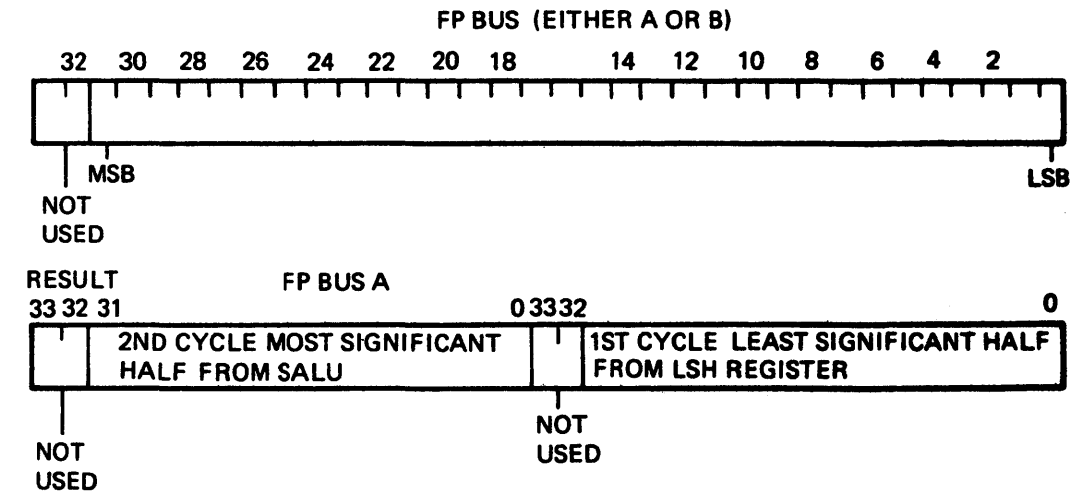 FP BUS (EITHER A OR B)
32 30 28 26 24 22 20 18 14 12 10 8 6 4 2
MSB
LSB
NOT
USED
RESULT FP BUS A
33 32 31 0 33 32 0
2ND CYCLE MOST SIGNIFICANT
HALF FROM SALU
1ST CYCLE LEAST SIGNIFICANT HALF
FROM LSH REGISTER
NOT
USED
NOT
USED